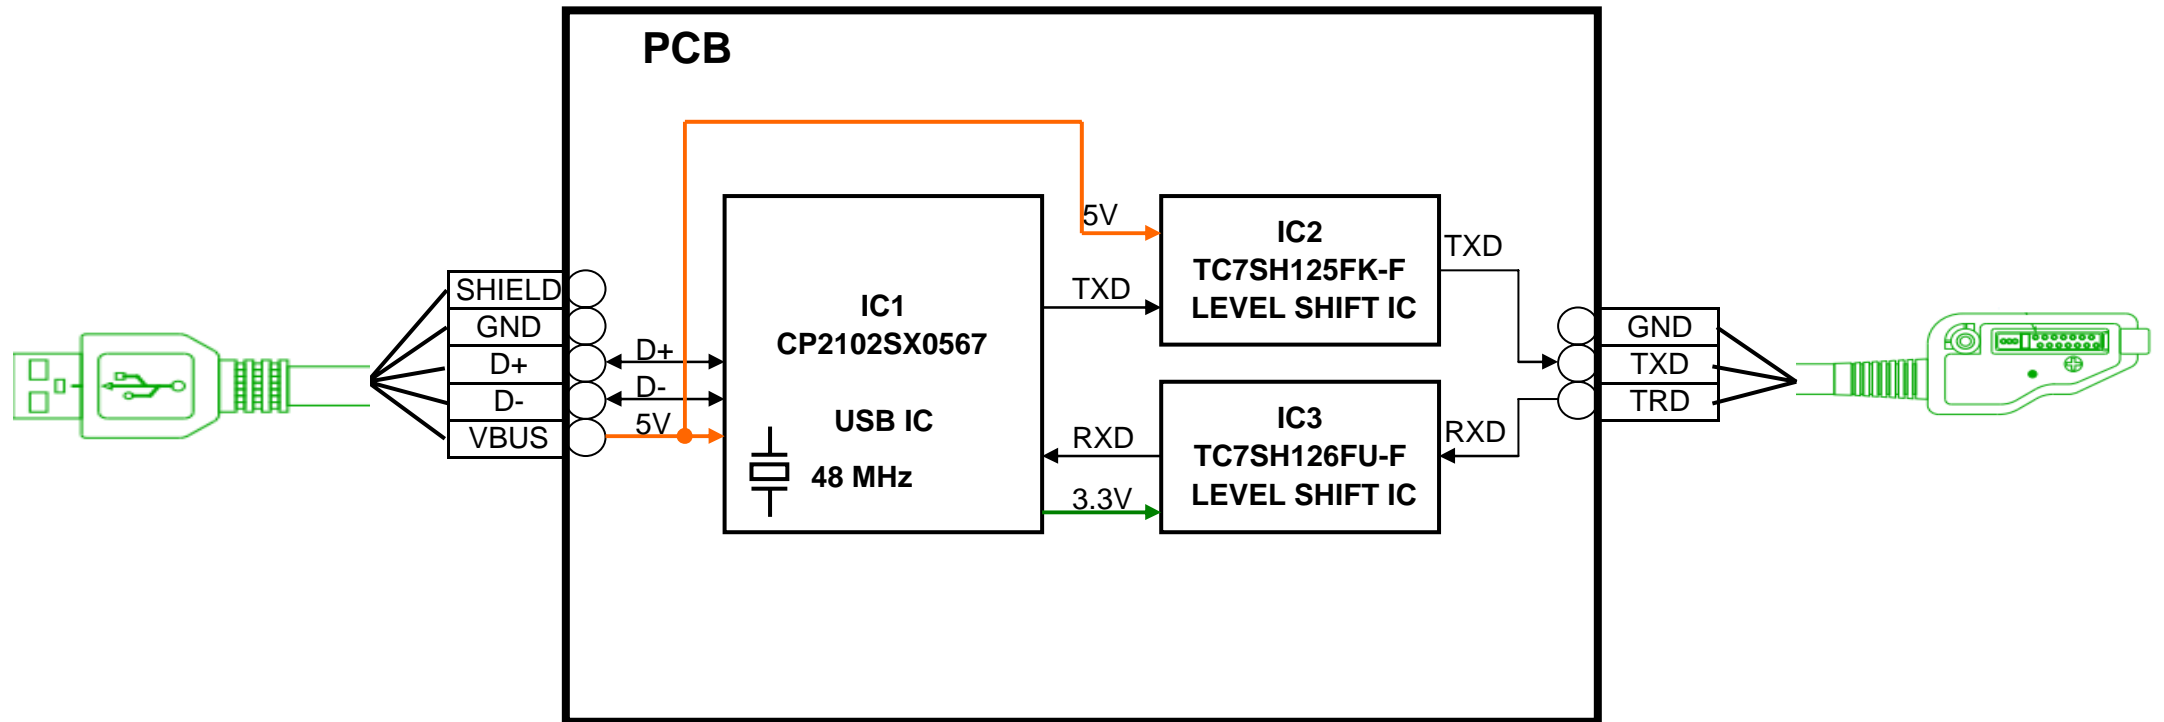 PCB
SHIELD
GND
D+
D-
VBUS
D+
D-
5V
IC1
CP2102SX0567
USB IC
48 MHz
5V
TXD
RXD
3.3V
IC2
TC7SH125FK-F
LEVEL SHIFT IC
IC3
TC7SH126FU-F
LEVEL SHIFT IC
TXD
RXD
GND
TXD
TRD